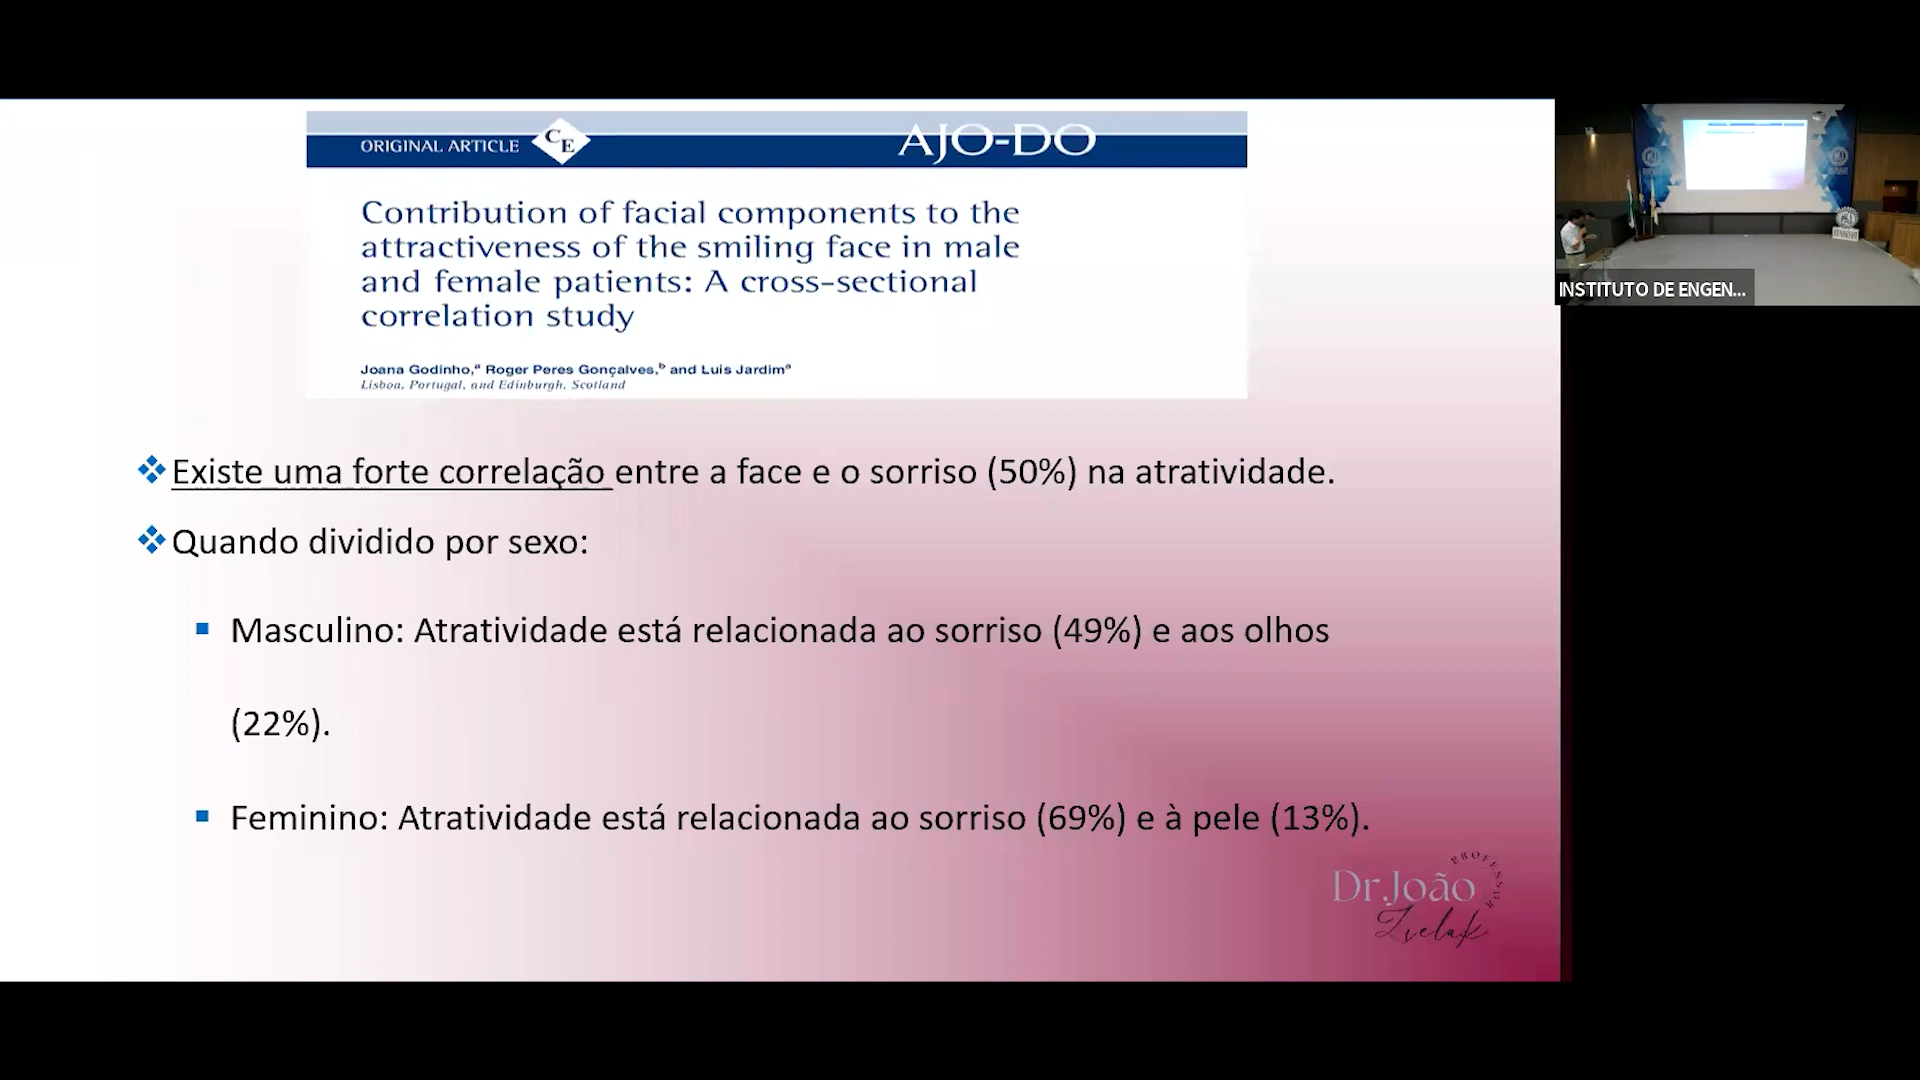 ORIGINAL ARTICLE
CE
AJO-DO
Contribution of facial components to the
attractiveness of the smiling face in male
and female patients: A cross-sectional
correlation study
Joana Godinho,ᵃ Roger Peres Gonçalves,ᵇ and Luis Jardimᵃ
Lisboa, Portugal, and Edinburgh, Scotland
Existe uma forte correlação entre a face e o sorriso (50%) na atratividade.
Quando dividido por sexo:
Masculino: Atratividade está relacionada ao sorriso (49%) e aos olhos
(22%).
Feminino: Atratividade está relacionada ao sorriso (69%) e à pele (13%).
PROFESSOR
Dr.João
Zielak
INSTITUTO DE ENGEN...